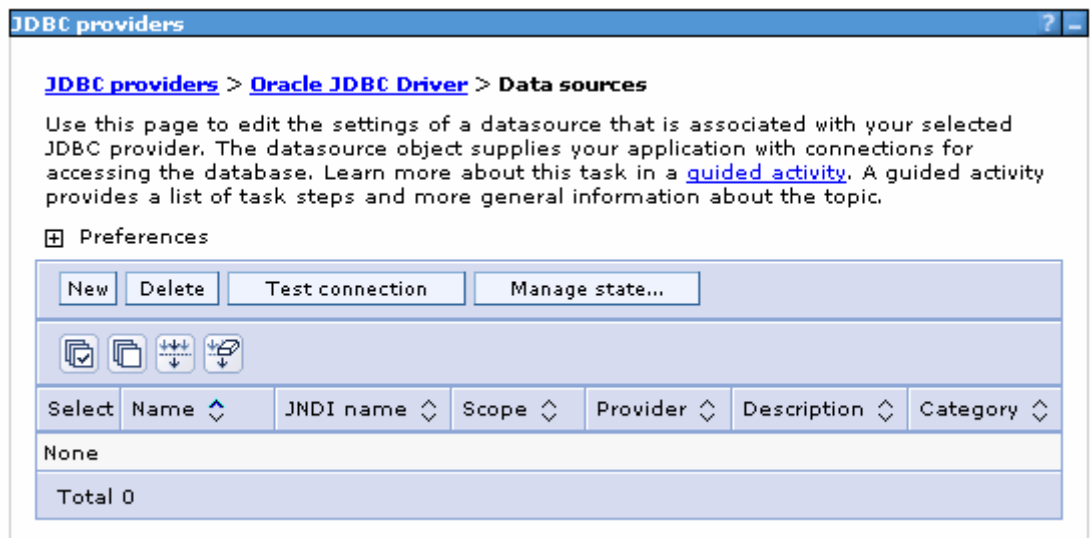 JDBC providers ? –
JDBC providers > Oracle JDBC Driver > Data sources
Use this page to edit the settings of a datasource that is associated with your selected
JDBC provider. The datasource object supplies your application with connections for
accessing the database. Learn more about this task in a guided activity. A guided activity
provides a list of task steps and more general information about the topic.
Preferences
New Delete Test connection Manage state...
Select Name JNDI name Scope Provider Description Category
None
Total 0